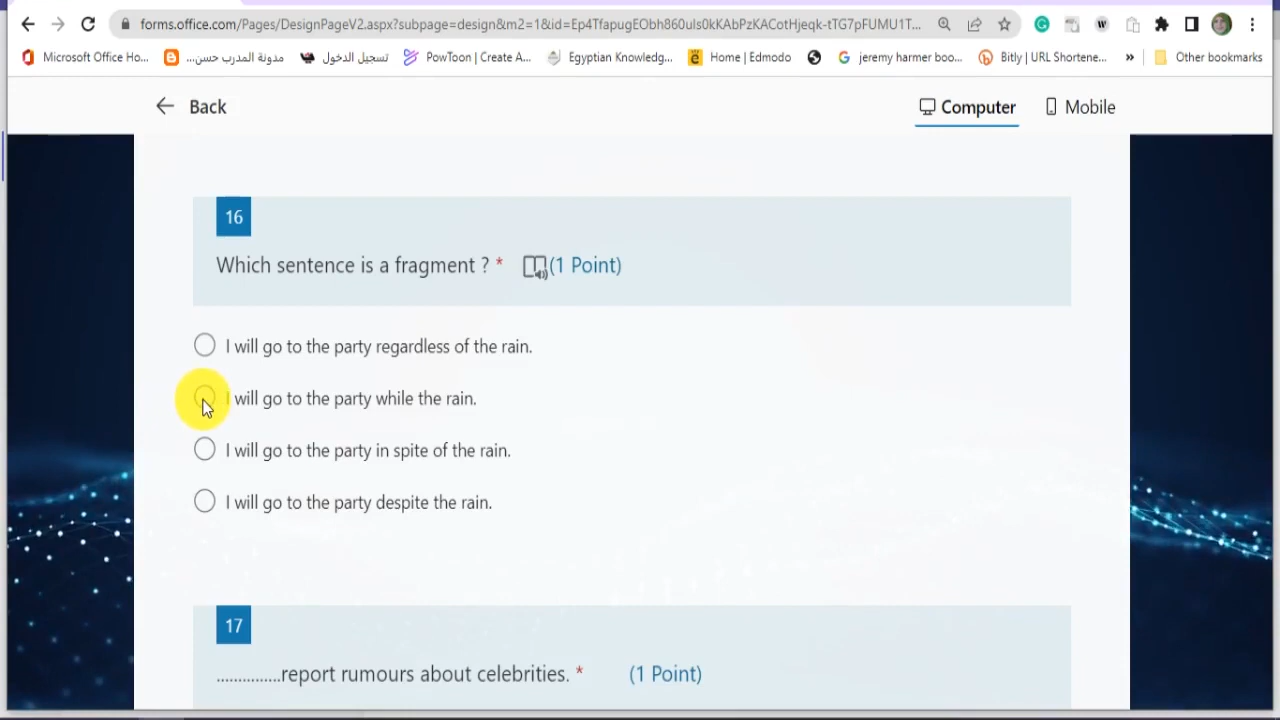 forms.office.com/Pages/DesignPageV2.aspx?subpage=design&m2=1&id=Ep4TfapugEObh860uls0kKAsPzKACotHjeqk-tTG7pFUMU1T...
Microsoft Office Ho...
مدونة المدرب حسن...
تسجيل الدخول
PowToon | Create A...
Egyptian Knowledg...
Home | Edmodo
jeremy harmer boo...
Bitly | URL Shortene...
»
Other bookmarks
Back
Computer
Mobile
16
Which sentence is a fragment ? * (1 Point)
I will go to the party regardless of the rain.
I will go to the party while the rain.
I will go to the party in spite of the rain.
I will go to the party despite the rain.
17
...............report rumours about celebrities. * (1 Point)